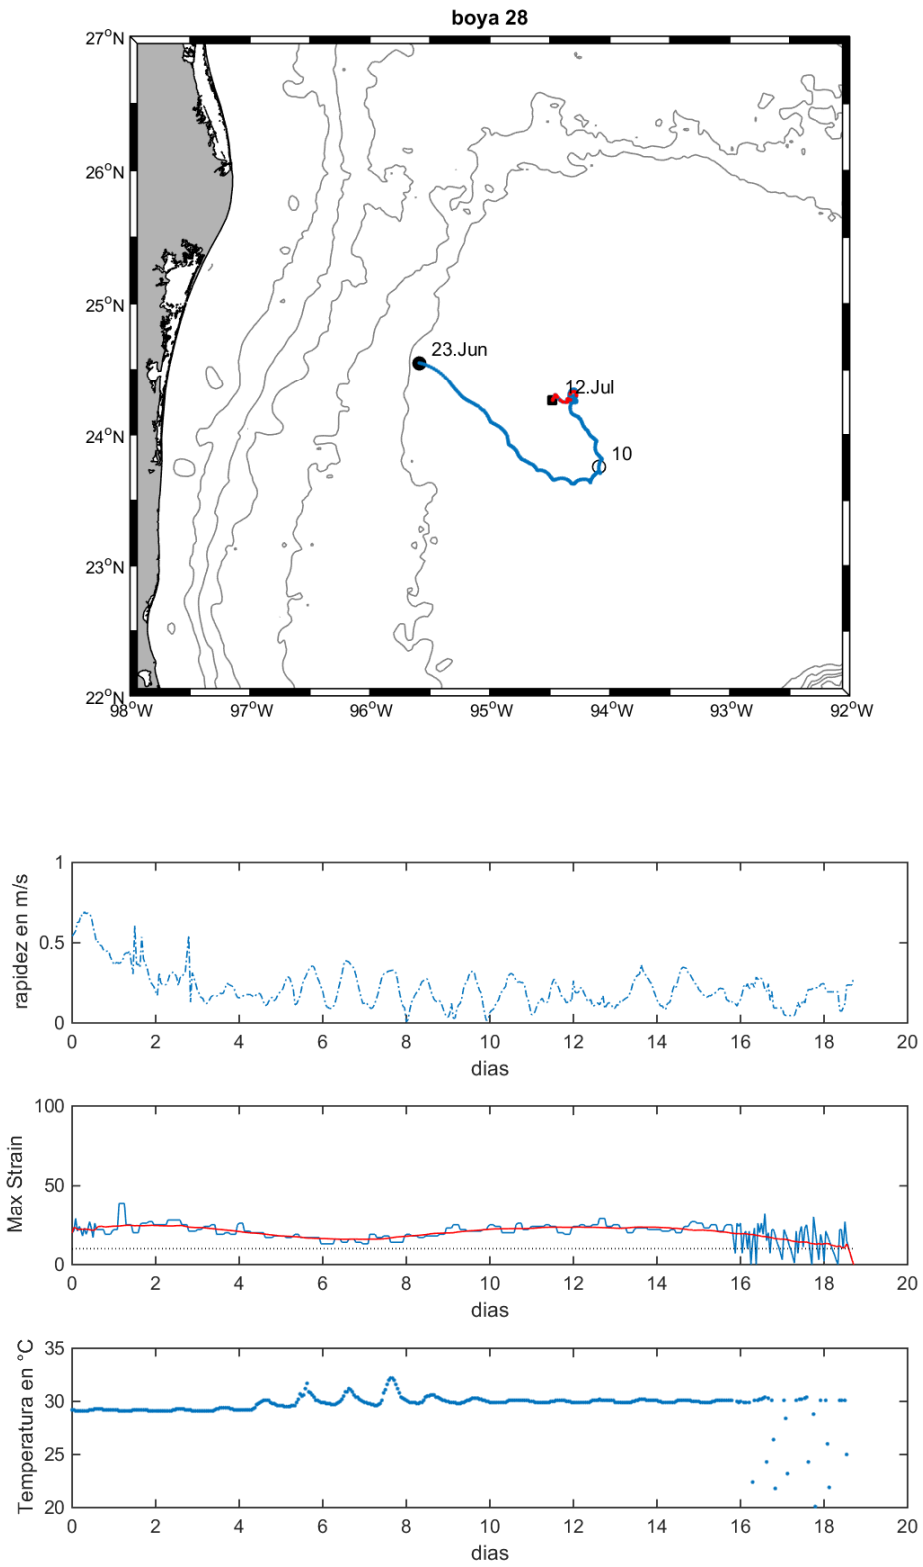 boya 28
27°N
26°N
25°N
24°N
23°N
22°N
23.Jun
12.Jul
10
98°W 97°W 96°W 95°W 94°W 93°W 92°W
rapidez en m/s
1
0.5
0
0 2 4 6 8 10 12 14 16 18 20
dias
Max Strain
100
50
0
0 2 4 6 8 10 12 14 16 18 20
dias
Temperatura en °C
35
30
25
20
0 2 4 6 8 10 12 14 16 18 20
dias